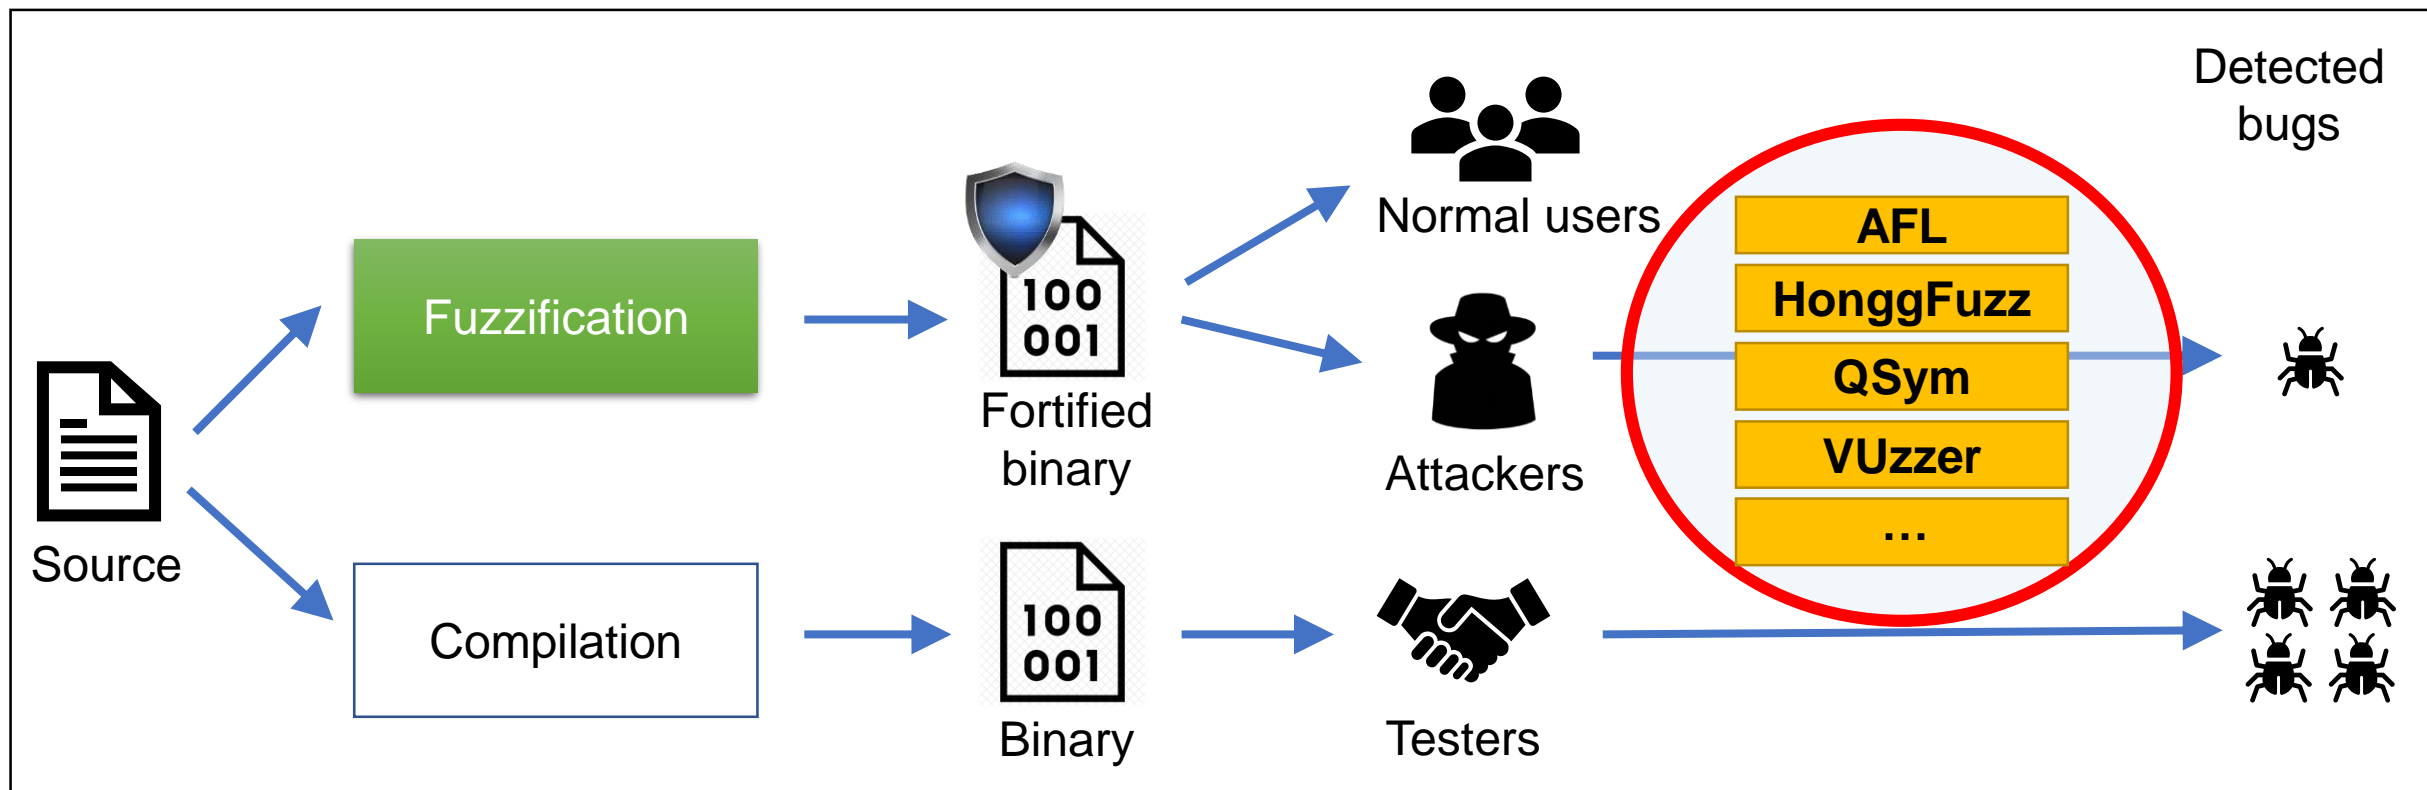 Detected
bugs
Normal users
AFL
HonggFuzz
QSym
VUzzer
...
Fuzzification
100
001
Fortified
binary
Attackers
Source
Compilation
100
001
Binary
Testers